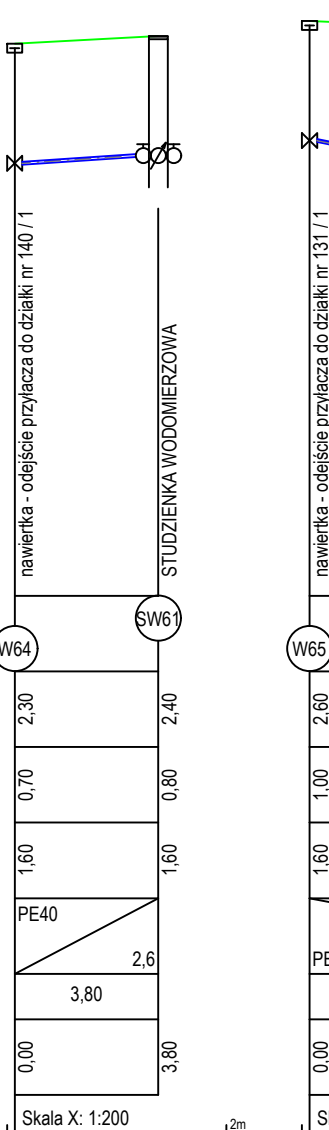 nawiertka - odejście przyłacza do działki nr 140 / 1
STUDZIENKA WODOMIERZOWA
nawiertka - odejście przyłacza do działki nr 131 / 1
W64
SW61
W65
2,30
2,40
2,60
0,70
0,80
1,00
1,60
1,60
1,60
PE40
2,6
PE
3,80
0,00
3,80
0,00
Skala X: 1:200
2m